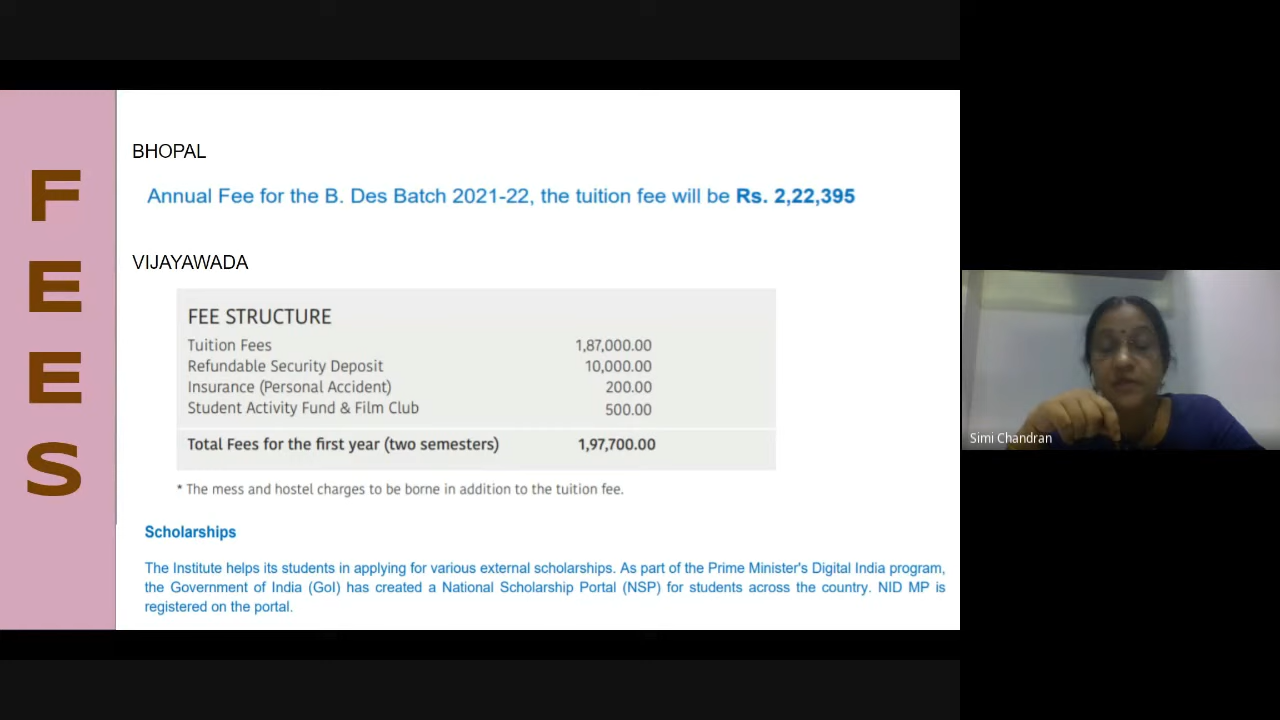 FEES
BHOPAL
Annual Fee for the B. Des Batch 2021-22, the tuition fee will be Rs. 2,22,395
VIJAYAWADA
FEE STRUCTURE
Tuition Fees 1,87,000.00
Refundable Security Deposit 10,000.00
Insurance (Personal Accident) 200.00
Student Activity Fund & Film Club 500.00
Total Fees for the first year (two semesters) 1,97,700.00
* The mess and hostel charges to be borne in addition to the tuition fee.
Scholarships
The Institute helps its students in applying for various external scholarships. As part of the Prime Minister's Digital India program,
the Government of India (GoI) has created a National Scholarship Portal (NSP) for students across the country. NID MP is
registered on the portal.
Simi Chandran